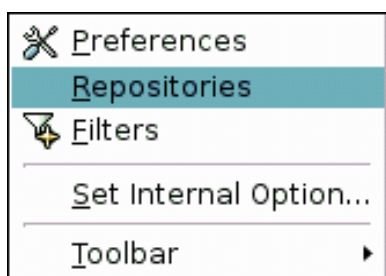 Preferences
Repositories
Filters
Set Internal Option...
Toolbar